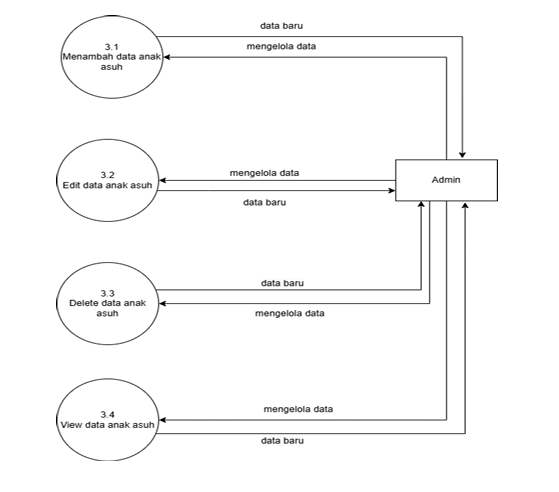 data baru
3.1
Menambah data anak
asuh
mengelola data
3.2
Edit data anak asuh
mengelola data
data baru
Admin
3.3
Delete data anak
asuh
data baru
mengelola data
3.4
View data anak asuh
mengelola data
data baru